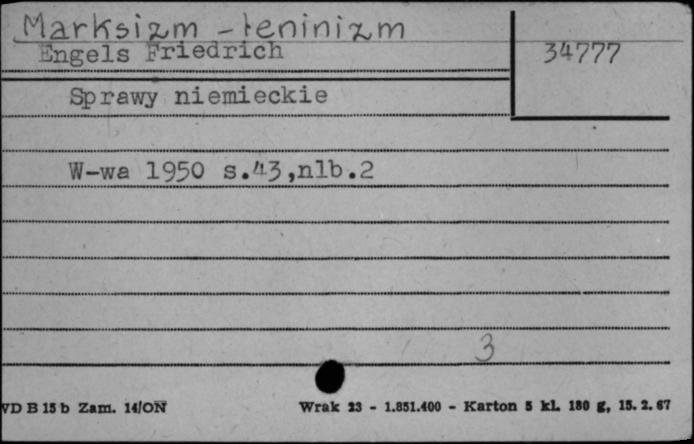 Marksizm - leninizm
Engels Friedrich
34777
Sprawy niemieckie
W-wa 1950 s.43,nlb.2
3
VD B 15 b Zam. 14/ON
Wrak 23 - 1.851.400 - Karton 5 kl. 180 g, 15. 2. 67